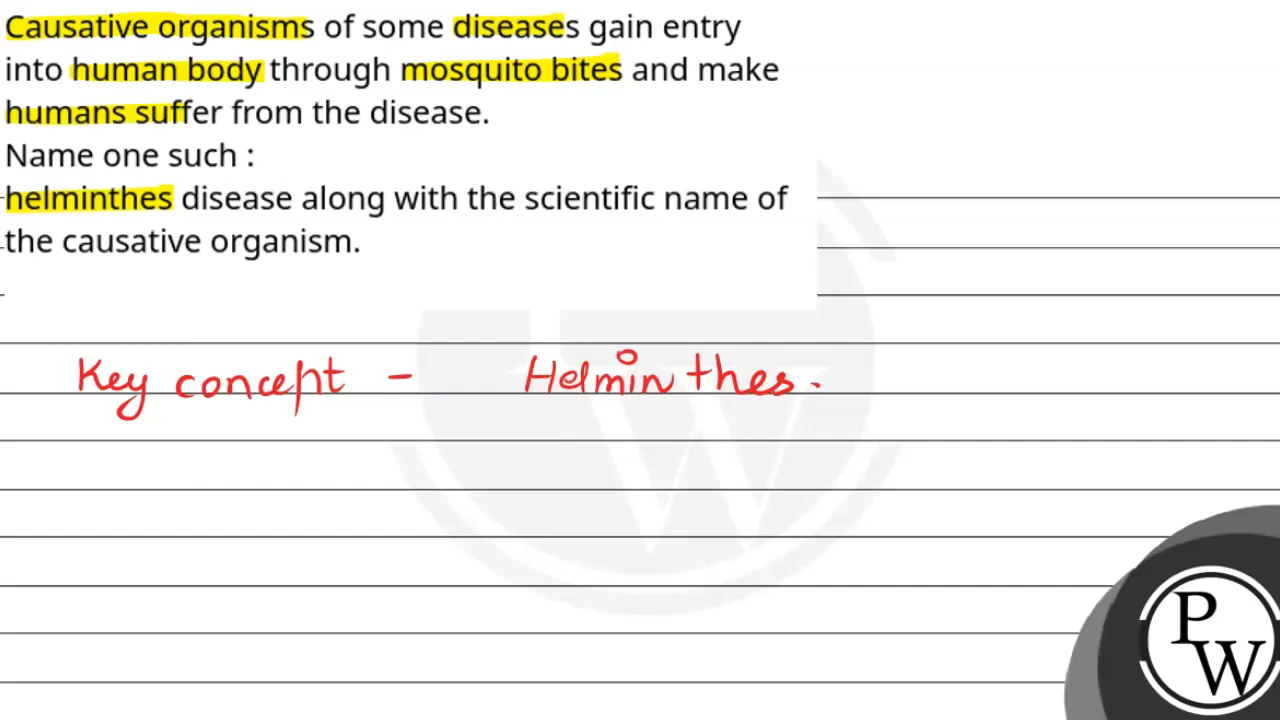 Causative organisms of some diseases gain entry
into human body through mosquito bites and make
humans suffer from the disease.
Name one such :
helminthes disease along with the scientific name of
the causative organism.
Key concept - Helminthes.
P
W